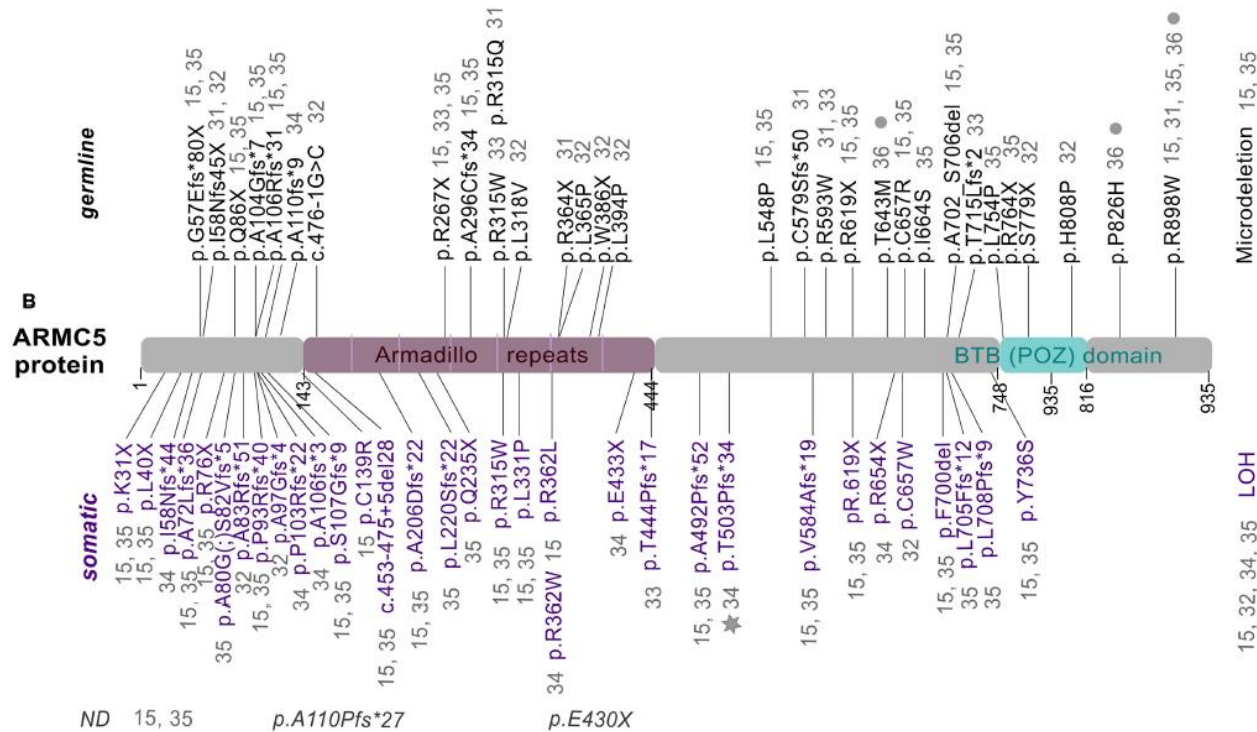 germline
p.G57Efs*80X 15, 35
p.I58Nfs45X 31, 32
p.Q86X 15, 35
p.A104Gfs*7 15, 35
p.A106Rfs*31 15, 35
p.A110fs*9 34
c.476-1G>C 32
p.R267X 15, 33, 35
p.A296Cfs*34 15, 35
p.R315W 33
p.R315Q 31
p.L318V 32
p.R364X 31
p.L365P 32
p.W386X 32
p.L394P 32
p.L548P 15, 35
p.C579Sfs*50 31
p.R593W 31, 33
p.R619X 15, 35
p.T643M 36 ●
p.C657R 15, 35
p.I664S 35
p.A702_S706del 15, 35
p.T715Lfs*2 33
p.L754P 35
p.R764X 35
p.S779X 32
p.H808P 32
p.P826H 36 ●
p.R898W 15, 31, 35, 36 ●
Microdeletion 15, 35
B
ARMC5
protein
Armadillo repeats
BTB (POZ) domain
1
143
444
748
935
816
935
somatic
15, 35 p.K31X
15, 35 p.L40X
34 p.I58Nfs*44
15, 35 p.A72Lfs*36
15, 35 p.R76X
35 p.A80G(·)S82Vfs*5
32 p.A83Rfs*51
15, 35 p.P93Rfs*40
32 p.A97Gfs*4
34 p.P103Rfs*22
34 p.A106fs*3
15, 35 p.S107Gfs*9
15 p.C139R
15, 35 c.453-475+5del28
15, 35 p.A206Dfs*22
35 p.L220Sfs*22
35 p.Q235X
15, 35 p.R315W
15, 35 p.L331P
15 p.R362L
34 p.R362W
34 p.E433X
33 p.T444Pfs*17
15, 35 p.A492Pfs*52
34 p.T503Pfs*34
15, 35 p.V584Afs*19
15, 35 pR.619X
34 p.R654X
32 p.C657W
15, 35 p.F700del
35 p.L705Ffs*12
35 p.L708Pfs*9
15, 35 p.Y736S
15, 32, 34, 35 LOH
ND 15, 35 p.A110Pfs*27 p.E430X